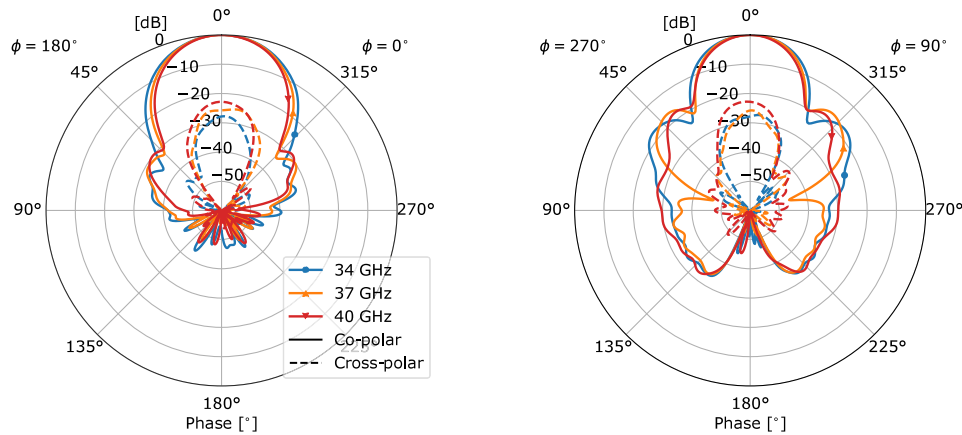 [dB]
0°
ϕ = 180°
0
ϕ = 0°
45°
−10
315°
−20
−30
−40
−50
90°
270°
34 GHz
37 GHz
40 GHz
Co-polar
Cross-polar
135°
225°
180°
Phase [°]
[dB]
0°
ϕ = 270°
0
ϕ = 90°
45°
−10
315°
−20
−30
−40
−50
90°
270°
135°
225°
180°
Phase [°]